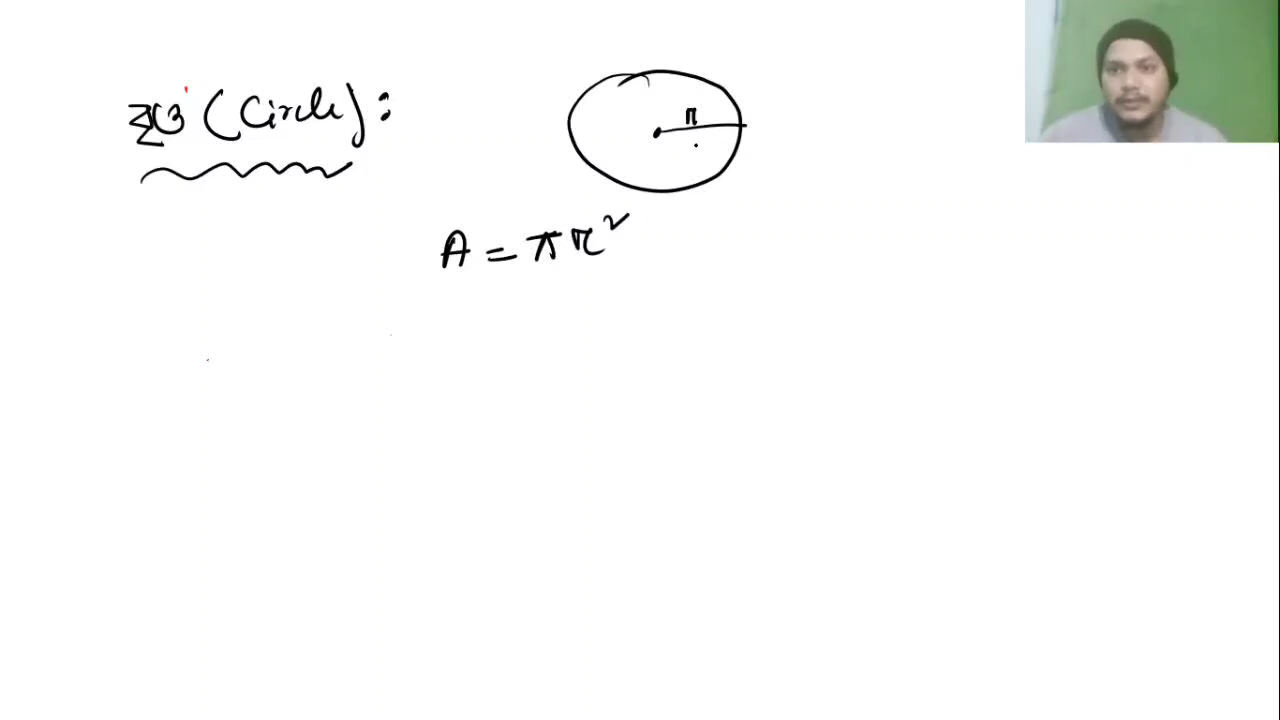 বৃত্ত (Circle):
r
A = πr²